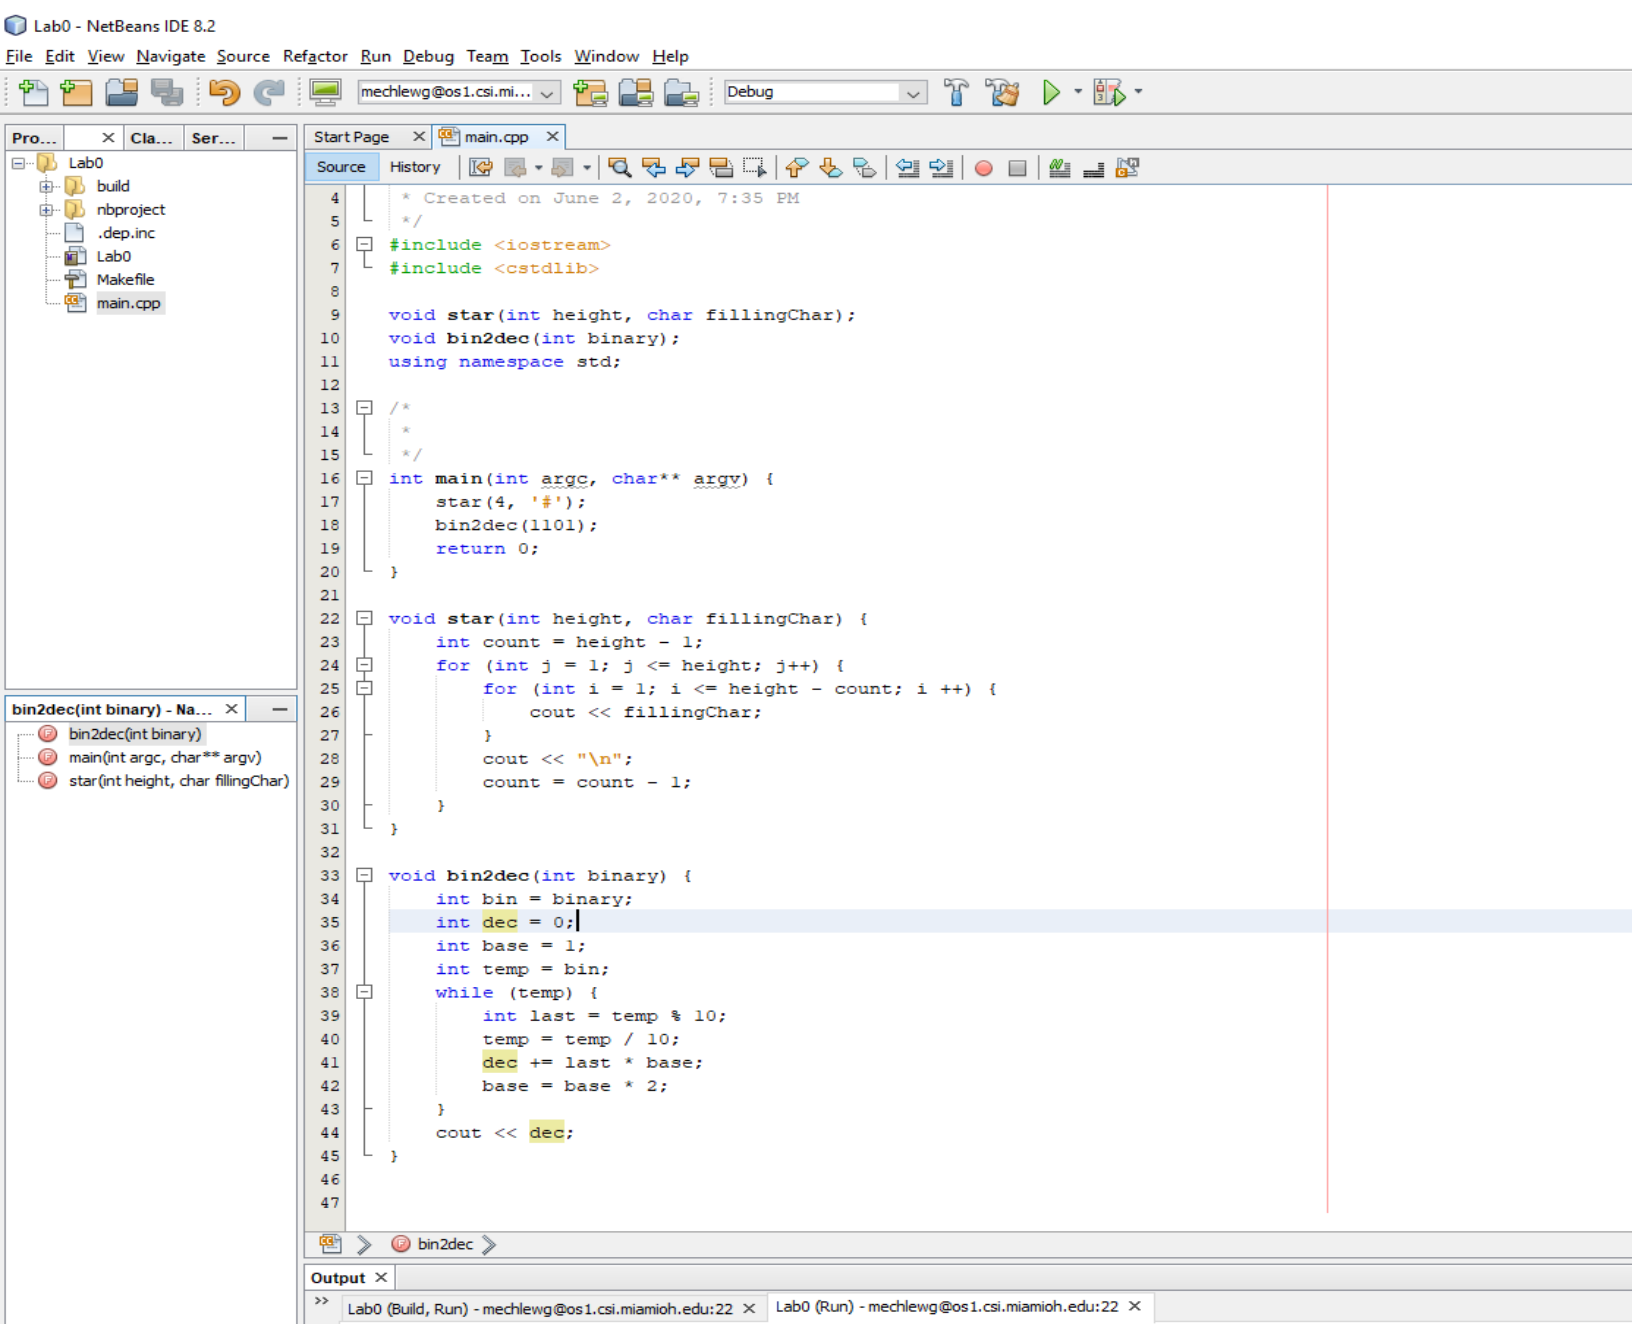 Lab0 - NetBeans IDE 8.2
File Edit View Navigate Source Refactor Run Debug Team Tools Window Help
mechlewg@os1.csi.mi... Debug
Pro... Cla... Ser...
Lab0
build
nbproject
.dep.inc
Lab0
Makefile
main.cpp
bin2dec(int binary) - Na...
bin2dec(int binary)
main(int argc, char** argv)
star(int height, char fillingChar)
Start Page main.cpp
Source History
4 * Created on June 2, 2020, 7:35 PM
5 */
6 #include <iostream>
7 #include <cstdlib>
8
9 void star(int height, char fillingChar);
10 void bin2dec(int binary);
11 using namespace std;
12
13 /*
14 *
15 */
16 int main(int argc, char** argv) {
17 star(4, '#');
18 bin2dec(1101);
19 return 0;
20 }
21
22 void star(int height, char fillingChar) {
23 int count = height - 1;
24 for (int j = 1; j <= height; j++) {
25 for (int i = 1; i <= height - count; i ++) {
26 cout << fillingChar;
27 }
28 cout << "\n";
29 count = count - 1;
30 }
31 }
32
33 void bin2dec(int binary) {
34 int bin = binary;
35 int dec = 0;
36 int base = 1;
37 int temp = bin;
38 while (temp) {
39 int last = temp % 10;
40 temp = temp / 10;
41 dec += last * base;
42 base = base * 2;
43 }
44 cout << dec;
45 }
46
47
bin2dec
Output
Lab0 (Build, Run) - mechlewg@os1.csi.miamioh.edu:22 Lab0 (Run) - mechlewg@os1.csi.miamioh.edu:22